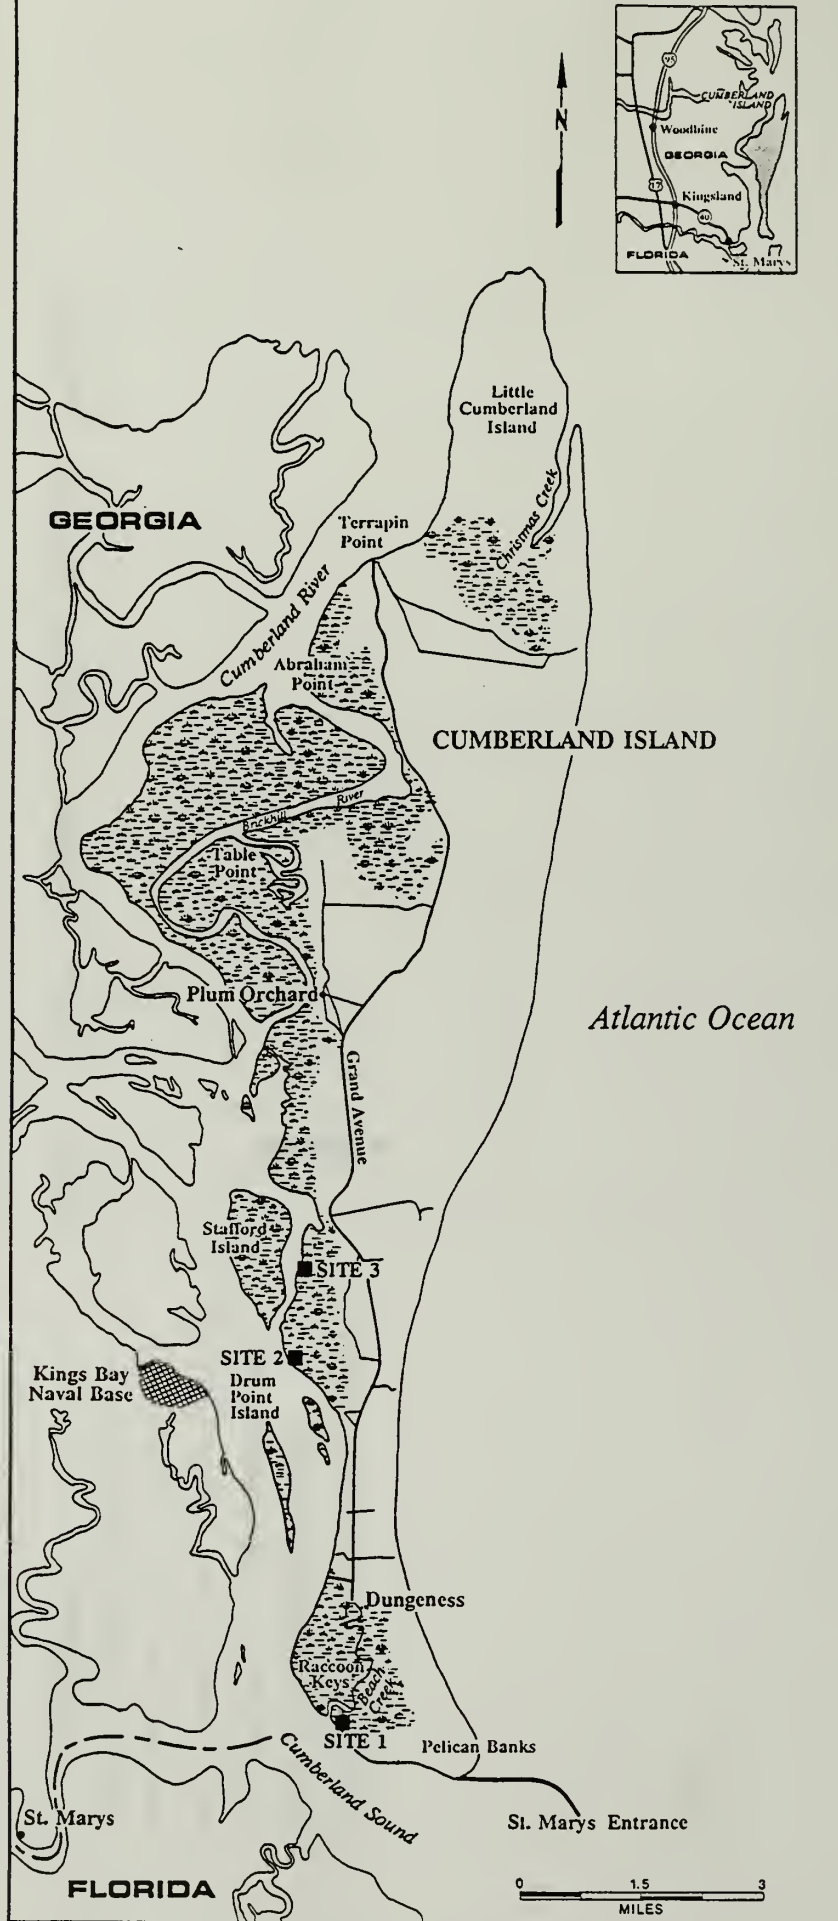 N
95
CUMBERLAND
ISLAND
Woodbine
GEORGIA
17
Kingsland
40
FLORIDA
St. Marys
Little
Cumberland
Island
Christmas Creek
GEORGIA
Terrapin
Point
Cumberland River
Abraham
Point
CUMBERLAND ISLAND
Brickhill River
Table
Point
Plum Orchard
Atlantic Ocean
Grand Avenue
Stafford
Island
SITE 3
SITE 2
Kings Bay
Naval Base
Drum
Point
Island
Dungeness
Raccoon
Keys
Beach
Creek
SITE 1
Pelican Banks
Cumberland Sound
St. Marys
St. Marys Entrance
FLORIDA
0 1.5 3
MILES